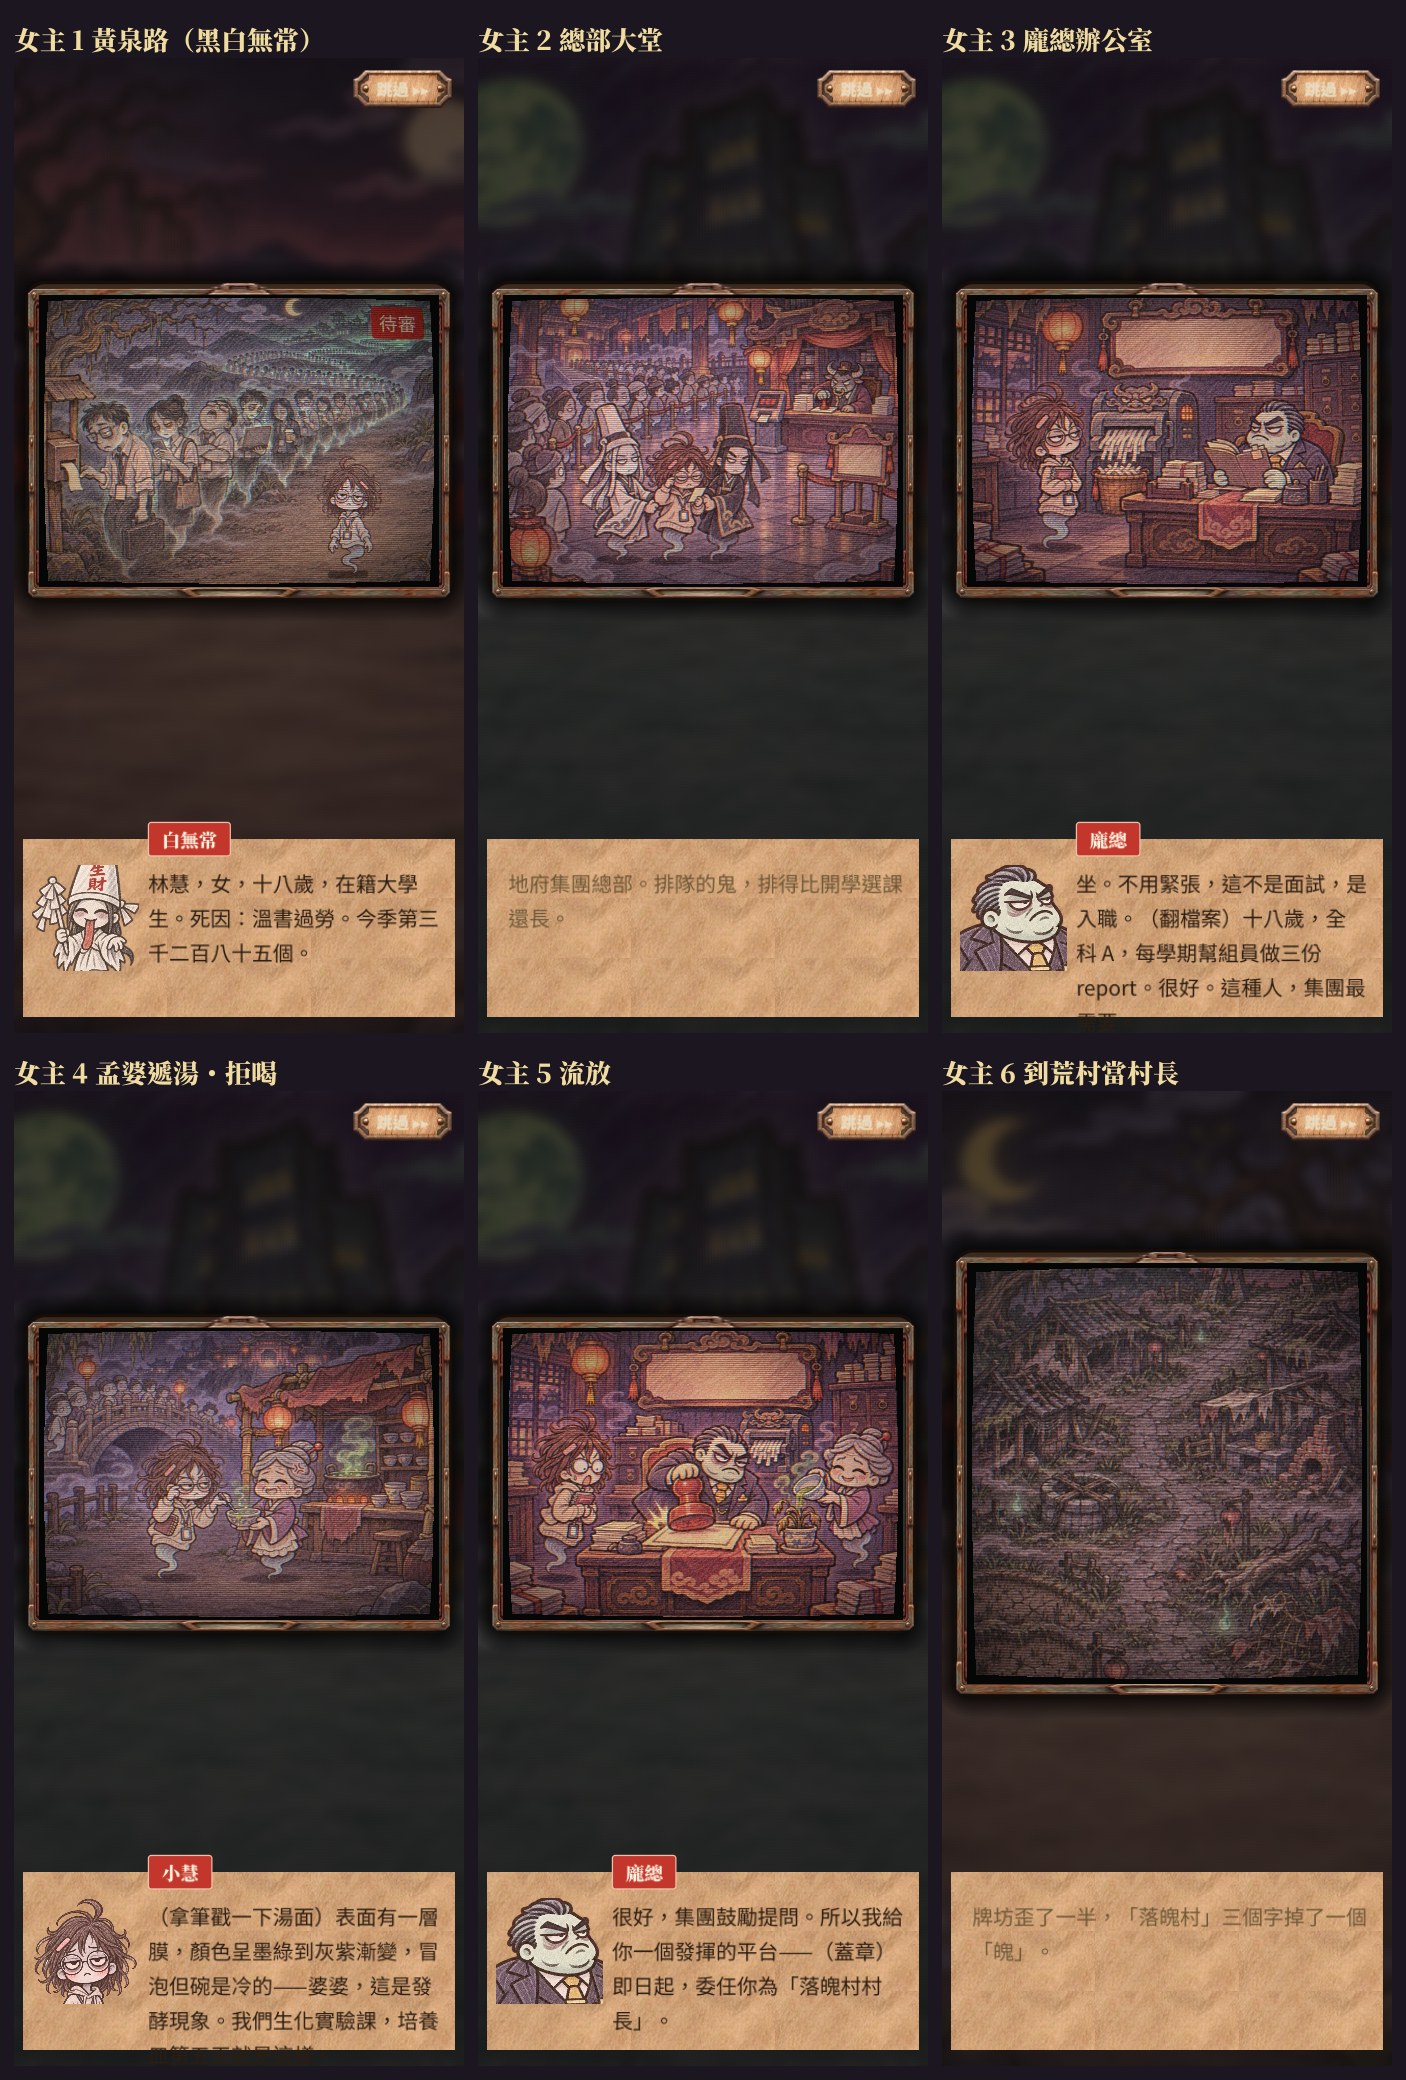 女主 1 黃泉路（黑白無常）
跳過
待審
白無常
生
財
林慧，女，十八歲，在籍大學
生。死因：溫書過勞。今季第三
千二百八十五個。
女主 2 總部大堂
跳過
地府集團總部。排隊的鬼，排得比開學選課
還長。
女主 3 龐總辦公室
跳過
龐總
坐。不用緊張，這不是面試，是
入職。（翻檔案）十八歲，全
科 A，每學期幫組員做三份
report。很好。這種人，集團最
女主 4 孟婆遞湯・拒喝
跳過
小慧
（拿筆戳一下湯面）表面有一層
膜，顏色呈墨綠到灰紫漸變，冒
泡但碗是冷的——婆婆，這是發
酵現象。我們生化實驗課，培養
女主 5 流放
跳過
龐總
很好，集團鼓勵提問。所以我給
你一個發揮的平台——（蓋章）
即日起，委任你為「落魄村村
長」。
女主 6 到荒村當村長
跳過
牌坊歪了一半，「落魄村」三個字掉了一個
「魄」。